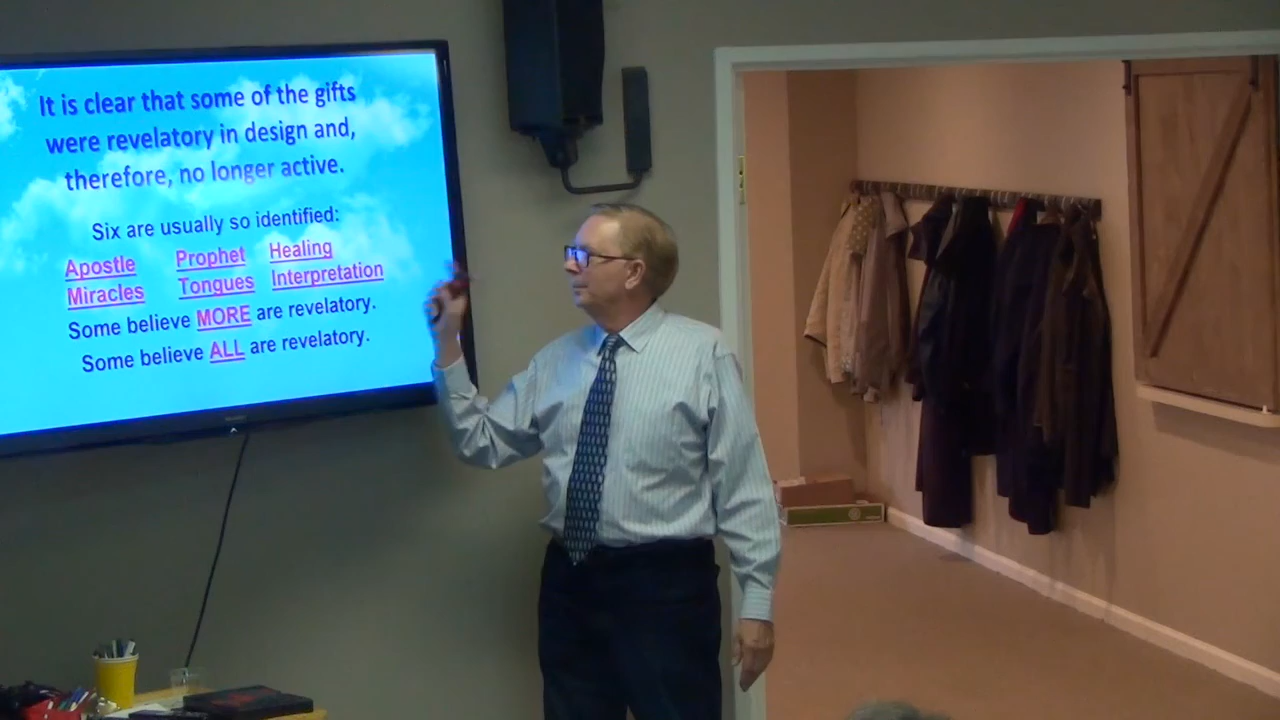 It is clear that some of the gifts
were revelatory in design and,
therefore, no longer active.
Six are usually so identified:
Apostle Prophet Healing
Miracles Tongues Interpretation
Some believe MORE are revelatory.
Some believe ALL are revelatory.